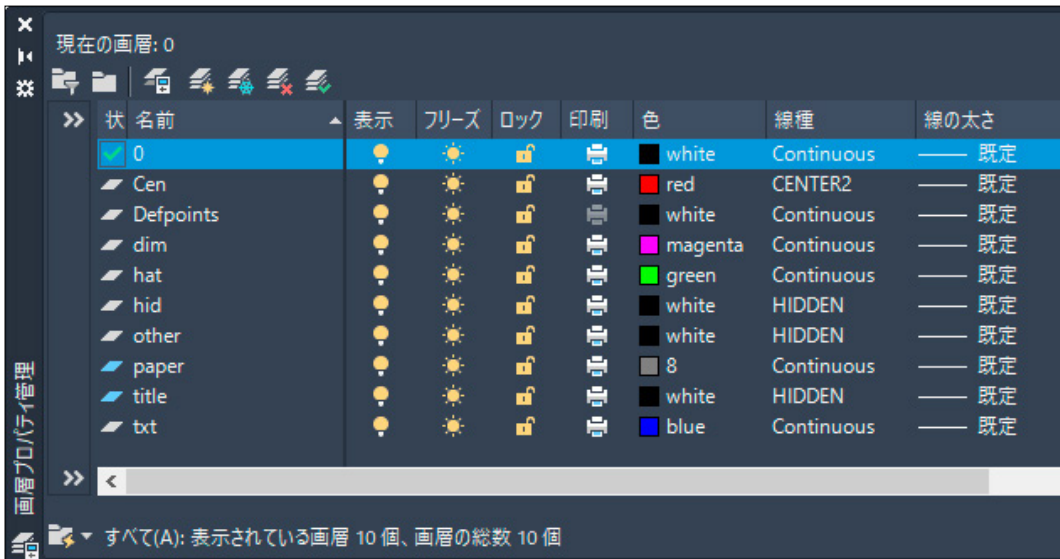 現在の画層: 0
状 名前 表示 フリーズ ロック 印刷 色 線種 線の太さ
0 white Continuous 既定
Cen red CENTER2 既定
Defpoints white Continuous 既定
dim magenta Continuous 既定
hat green Continuous 既定
hid white HIDDEN 既定
other white HIDDEN 既定
paper 8 Continuous 既定
title white HIDDEN 既定
txt blue Continuous 既定
画層プロパティ管理
すべて(A): 表示されている画層 10 個、画層の総数 10 個